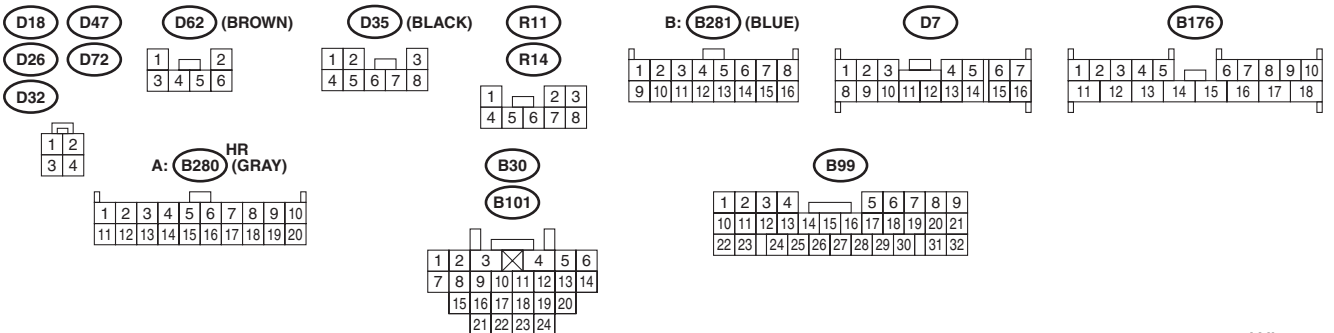 D18 D47 D62 (BROWN) D35 (BLACK) R11 B: B281 (BLUE) D7 B176
D26 D72 R14
D32
1 2
3 4 5 6
1 2 3
4 5 6 7 8
1 2 3
4 5 6 7 8
1 2 3 4 5 6 7 8
9 10 11 12 13 14 15 16
1 2 3 4 5 6 7
8 9 10 11 12 13 14 15 16
1 2 3 4 5 6 7 8 9 10
11 12 13 14 15 16 17 18
1 2
3 4
HR
A: B280 (GRAY) B30 B99
B101
1 2 3 4 5 6 7 8 9 10
11 12 13 14 15 16 17 18 19 20
1 2 3 4 5 6
7 8 9 10 11 12 13 14
15 16 17 18 19 20
21 22 23 24
1 2 3 4 5 6 7 8 9
10 11 12 13 14 15 16 17 18 19 20 21
22 23 24 25 26 27 28 29 30 31 32